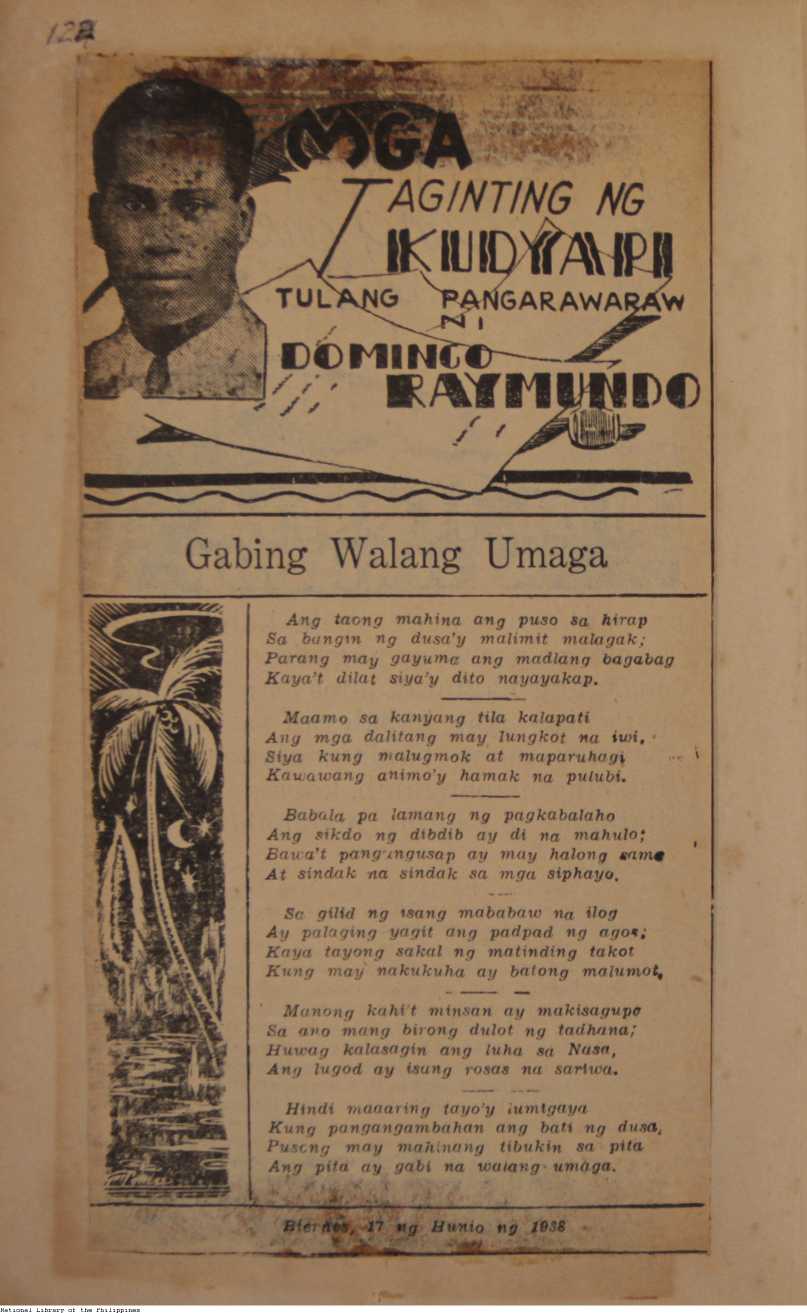 122
MGA
TAGINTING NG
KUDYAPI
TULANG PANGARAWARAW
NI
DOMINGO
RAYMUNDO
Gabing Walang Umaga
Ang taong mahina ang puso sa hirap
Sa bangin ng dusa'y malimit malagak;
Parang may gayuma ang madlang bagabag
Kaya't dilat siya'y dito nayayakap.
Maamo sa kanyang tila kalapati
Ang mga dalitang may lungkot na iwi,
Siya kung malugmok at maparuhagi
Kawawang animo'y hamak na pulubi.
Babala pa lamang ng pagkabalaho
Ang sikdo ng dibdib ay di na mahulo;
Bawa't pangungusap ay may halong
At sindak na sindak sa mga siphayo.
Sa gilid ng isang mababaw na ilog
Ay palaging yagit ang padpad ng agos;
Kaya tayong sakal ng matinding takot
Kung may nakukuha ay batong malumot.
Manong kahi't minsan ay makisagupa
Sa ano mang birong dulot ng tadhana;
Huwag kalasagin ang luha sa Nasa,
Ang lugod ay isang rosas na sariwa.
Hindi maaaring tayo'y lumigaya
Kung pangangambahan ang bati ng dusa,
Pusong may mahinang tibukin sa pita
Ang pita ay gabi na walang umaga.
Biernes, 17 ng Hunio ng 1938
National Library of the Philippines